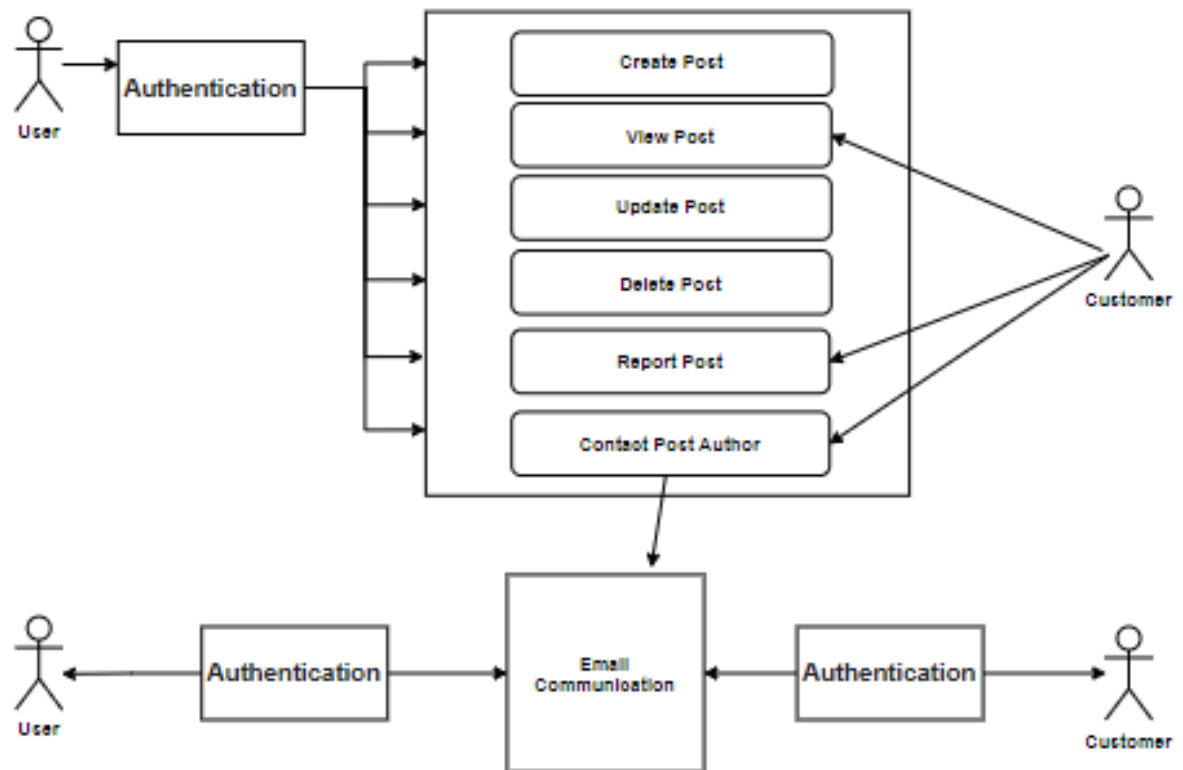 Create Post
Authentication
View Post
User
Update Post
Delete Post
Customer
Report Post
Contact Post Author
Authentication
Email
Communication
Authentication
User
Customer